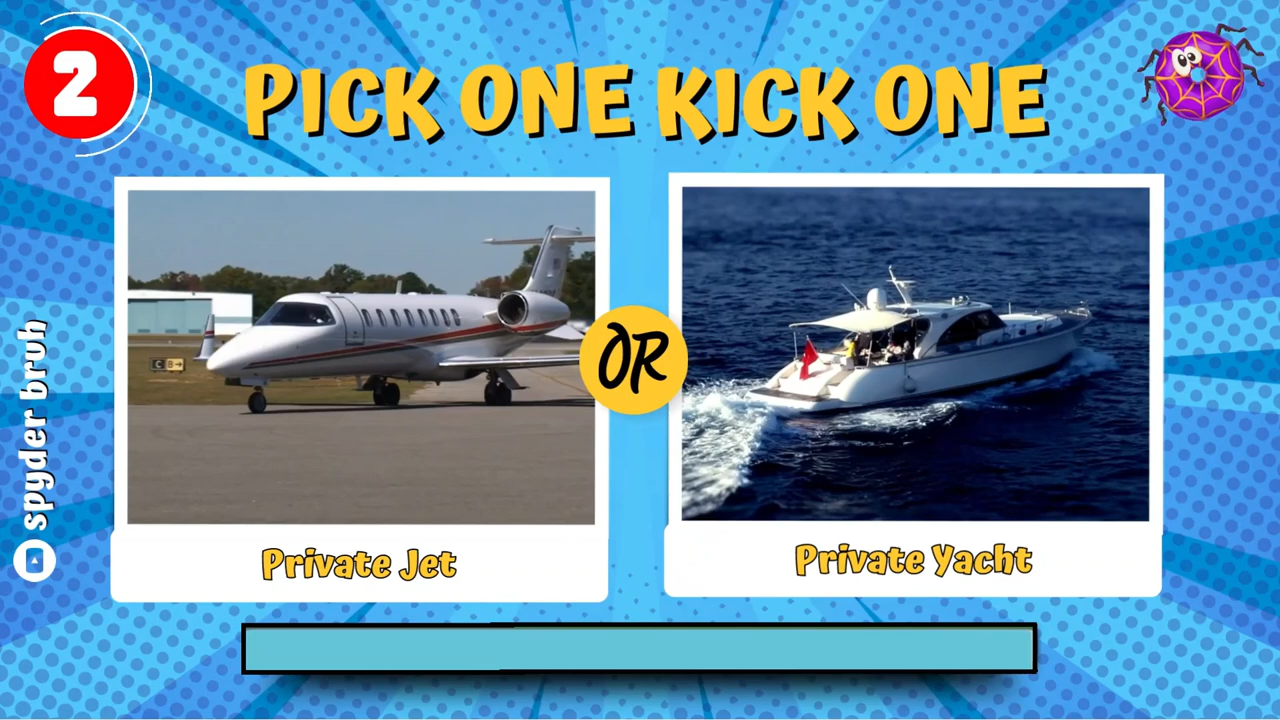 2
PICK ONE KICK ONE
C B→
OR
spyder bruh
Private Jet
Private Yacht